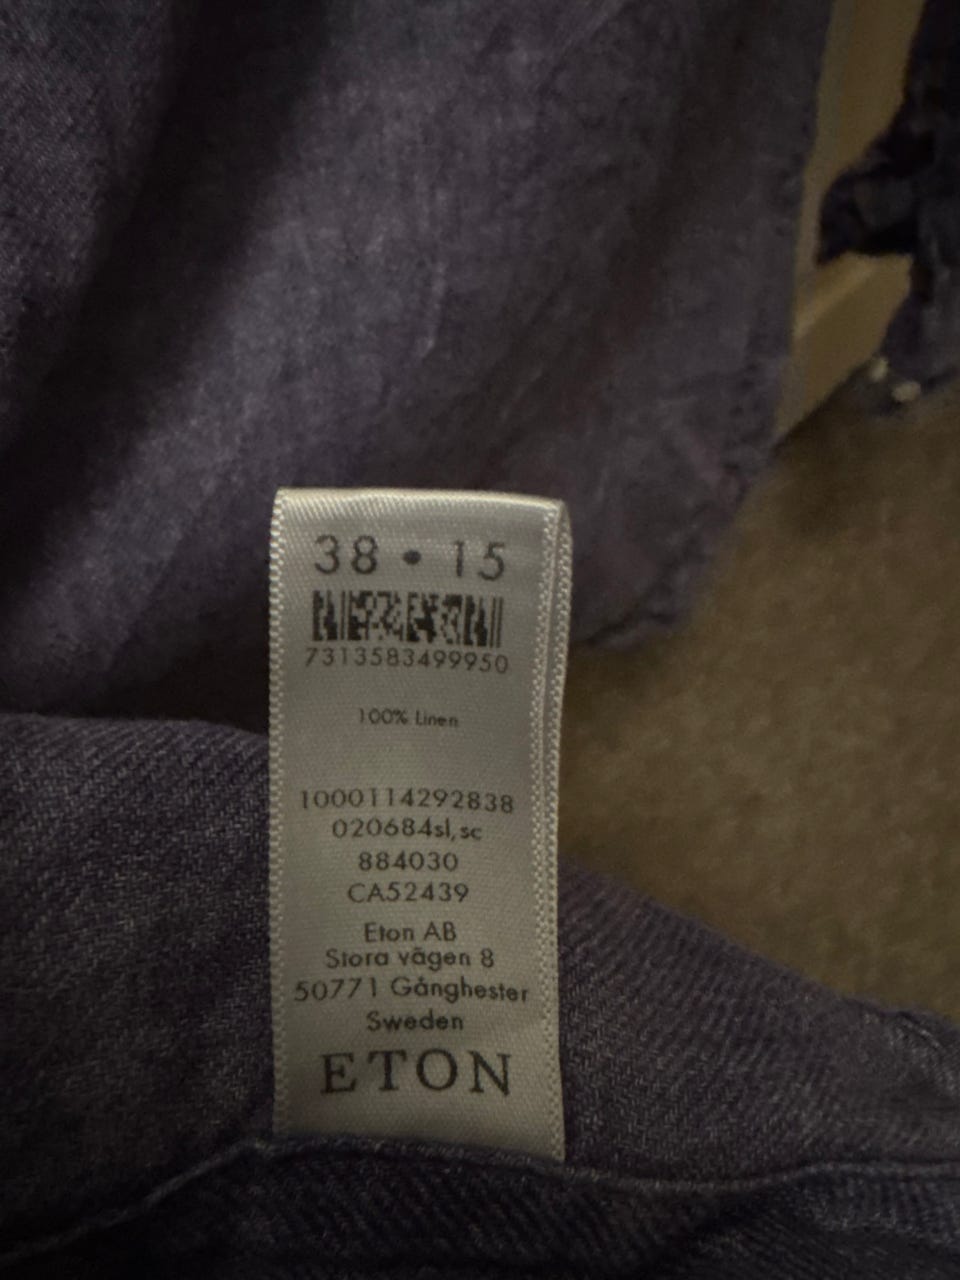 38 • 15
7313583499950
100% Linen
1000114292838
020684sl,sc
884030
CA52439
Eton AB
Stora vägen 8
50771 Gånghester
Sweden
ETON